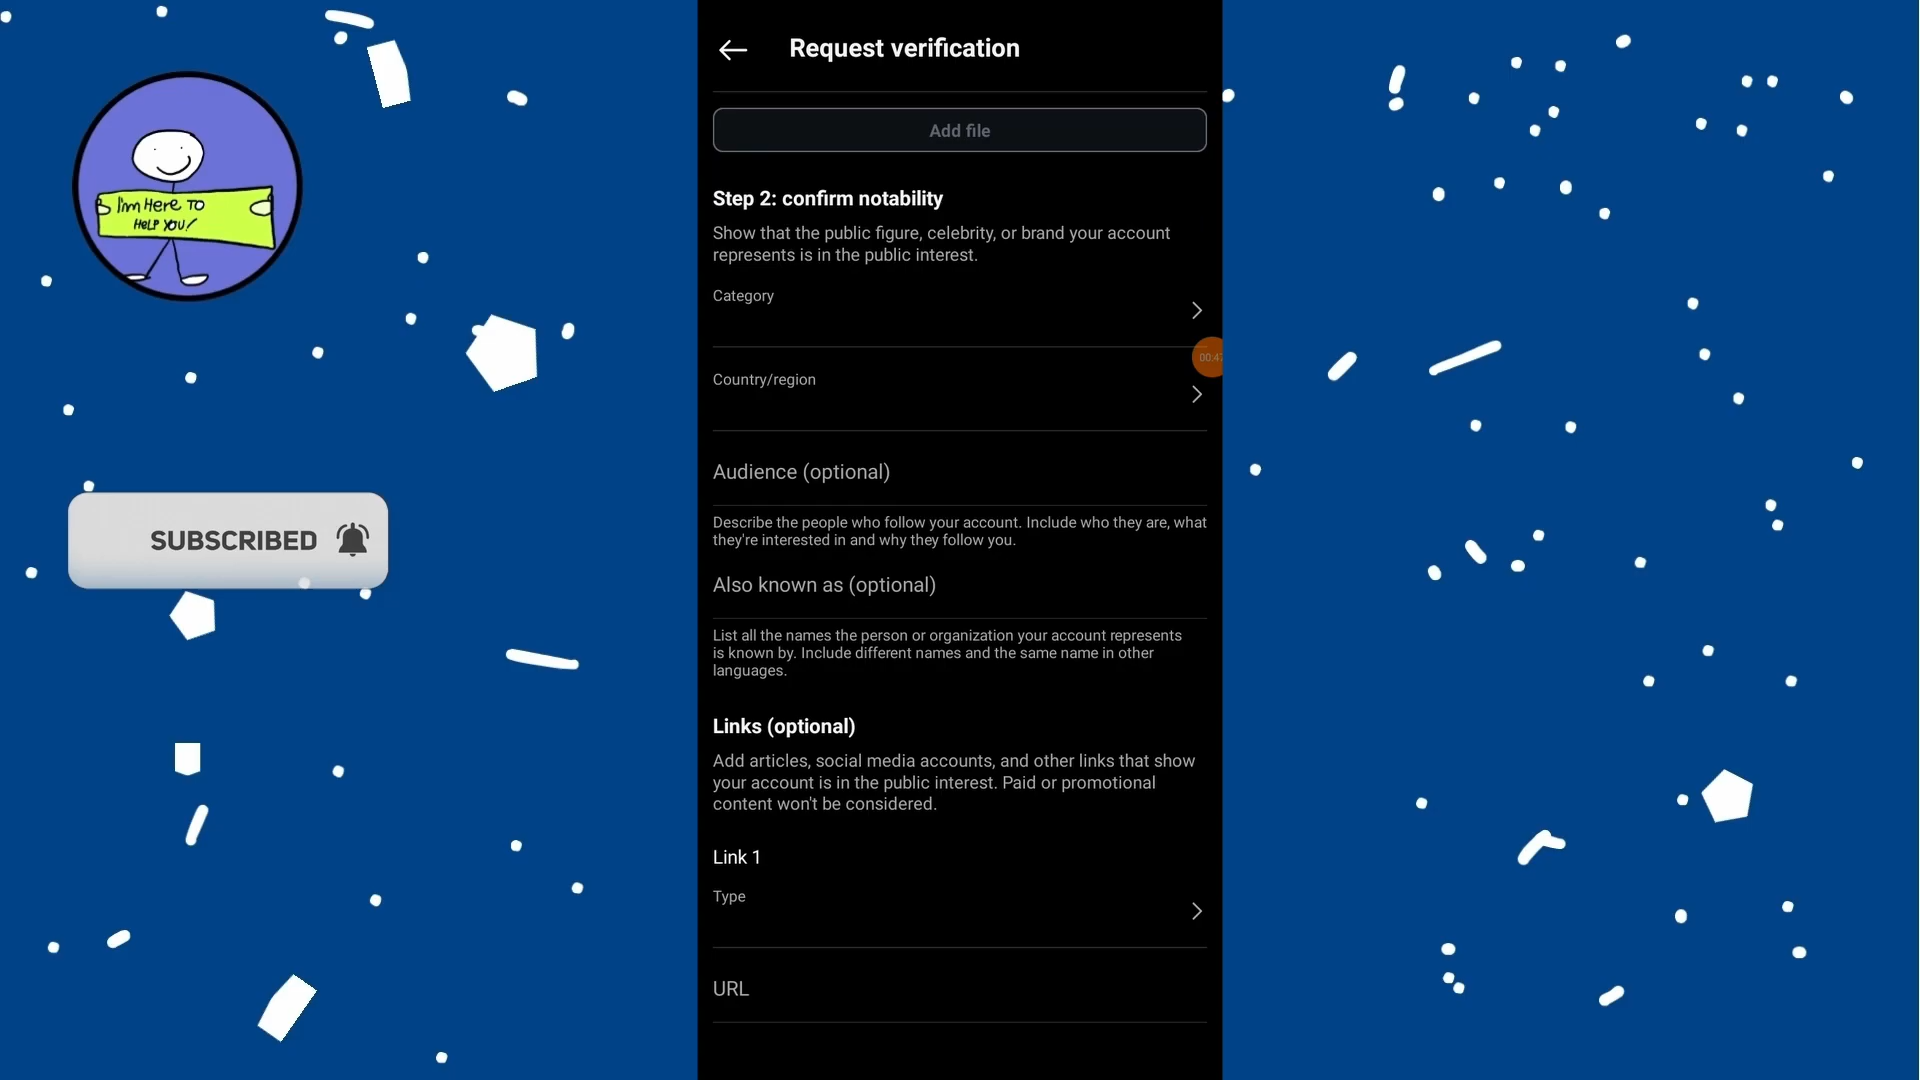 I'm HERE TO
HELP YOU!
SUBSCRIBED
Request verification
Add file
Step 2: confirm notability
Show that the public figure, celebrity, or brand your account
represents is in the public interest.
Category
Country/region
Audience (optional)
Describe the people who follow your account. Include who they are, what
they're interested in and why they follow you.
Also known as (optional)
List all the names the person or organization your account represents
is known by. Include different names and the same name in other
languages.
Links (optional)
Add articles, social media accounts, and other links that show
your account is in the public interest. Paid or promotional
content won't be considered.
Link 1
Type
URL